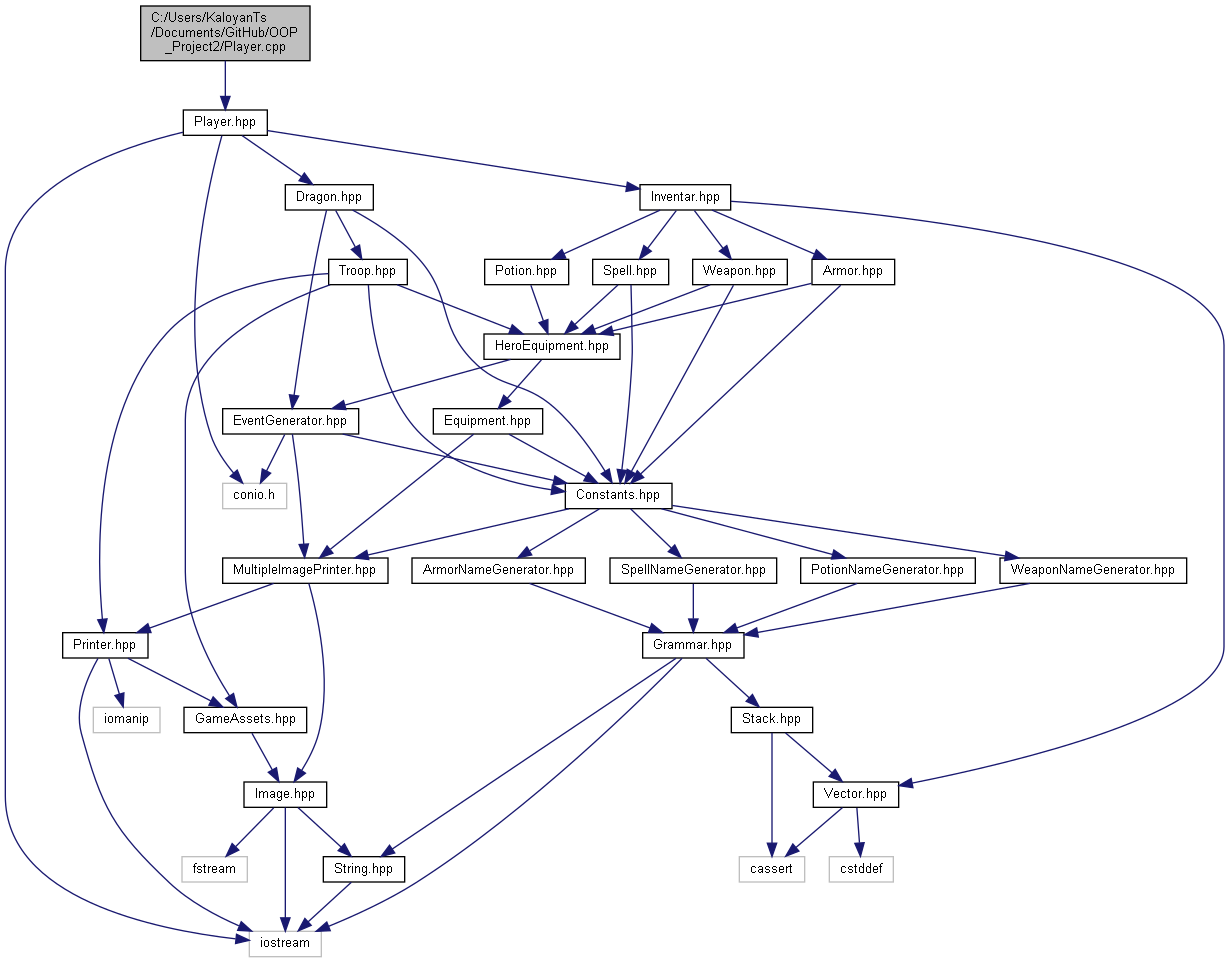 C:/Users/KaloyanTs
/Documents/GitHub/OOP
_Project2/Player.cpp
Player.hpp
Dragon.hpp
Inventar.hpp
Troop.hpp
Potion.hpp
Spell.hpp
Weapon.hpp
Armor.hpp
HeroEquipment.hpp
EventGenerator.hpp
Equipment.hpp
conio.h
Constants.hpp
MultipleImagePrinter.hpp
ArmorNameGenerator.hpp
SpellNameGenerator.hpp
PotionNameGenerator.hpp
WeaponNameGenerator.hpp
Printer.hpp
Grammar.hpp
iomanip
GameAssets.hpp
Stack.hpp
Image.hpp
Vector.hpp
fstream
String.hpp
cassert
cstddef
iostream